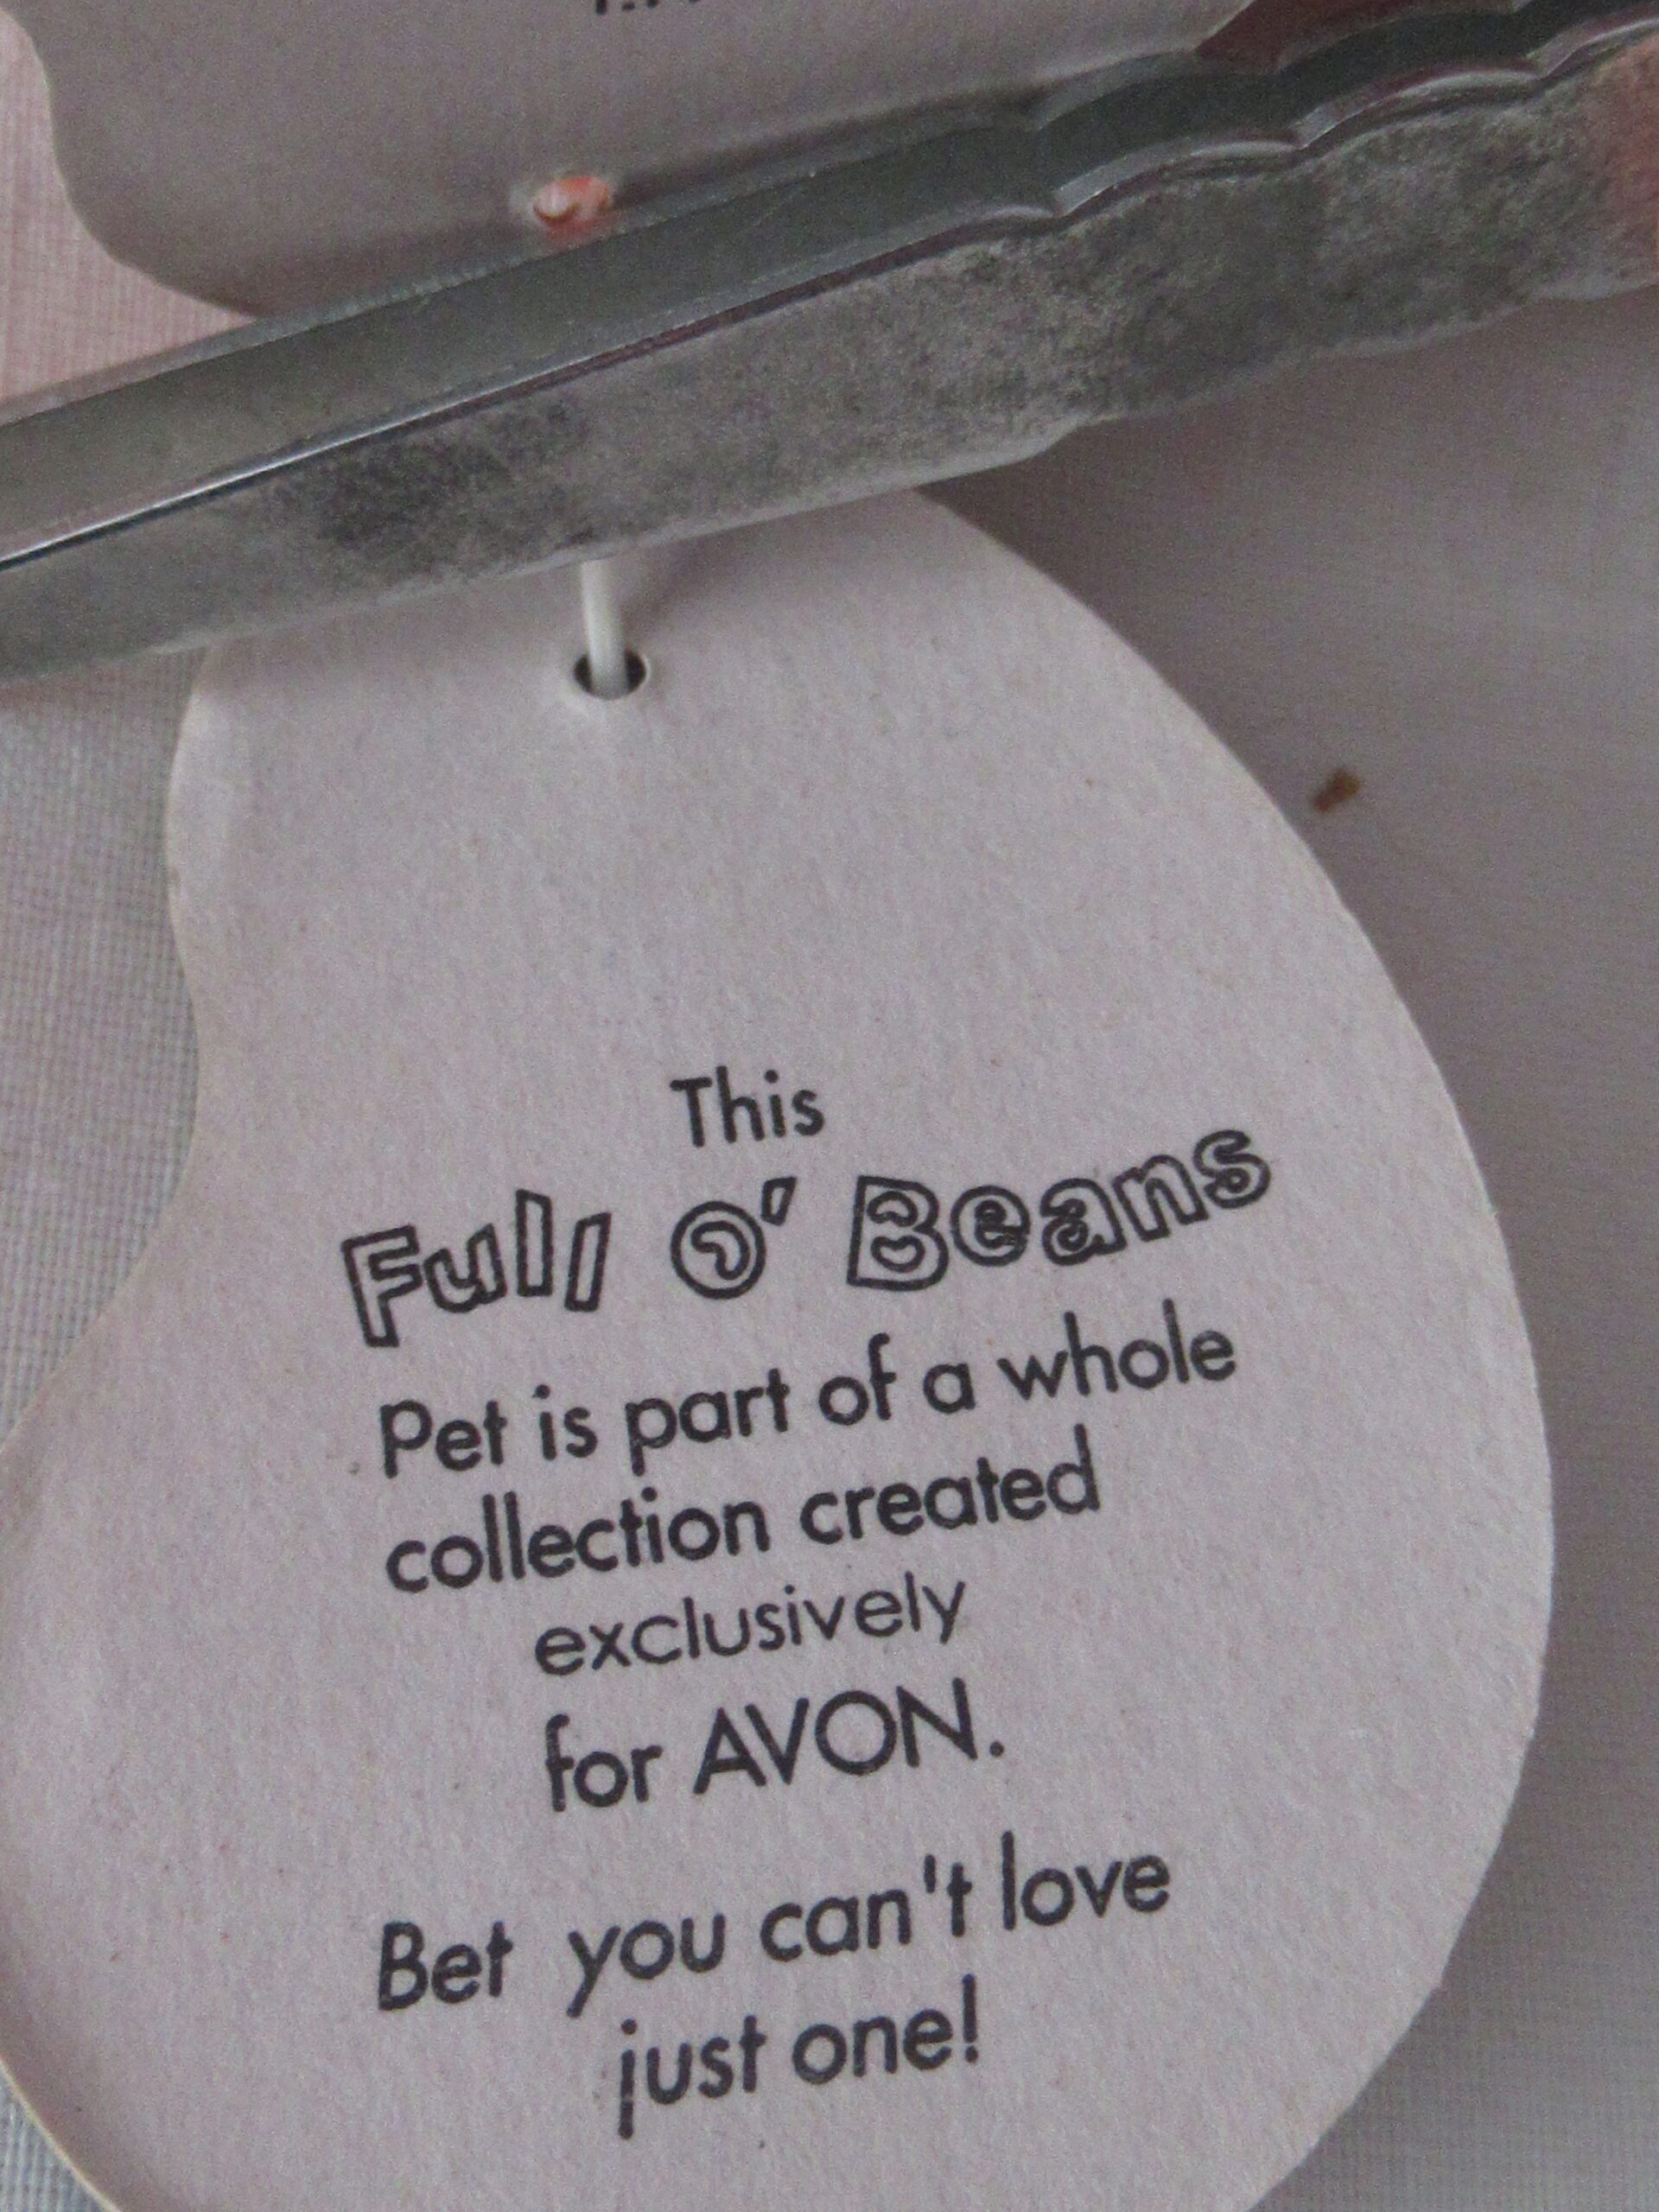 This
Full O' Beans
Pet is part of a whole
collection created
exclusively
for AVON.
Bet you can't love
just one!